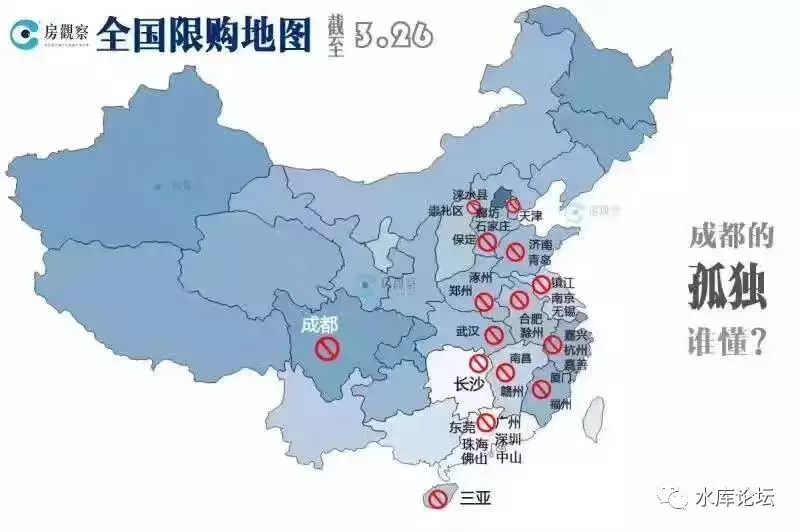 房觀察
全国限购地图
截至
3.26
涞水县
崇礼区
廊坊
天津
石家庄
保定
济南
青岛
涿州
郑州
镇江
南京
无锡
合肥
滁州
武汉
嘉兴
杭州
嘉善
成都
长沙
南昌
赣州
厦门
福州
东莞
广州
深圳
珠海
佛山
中山
三亚
房观察
成都的
孤独
谁懂?
水库论坛